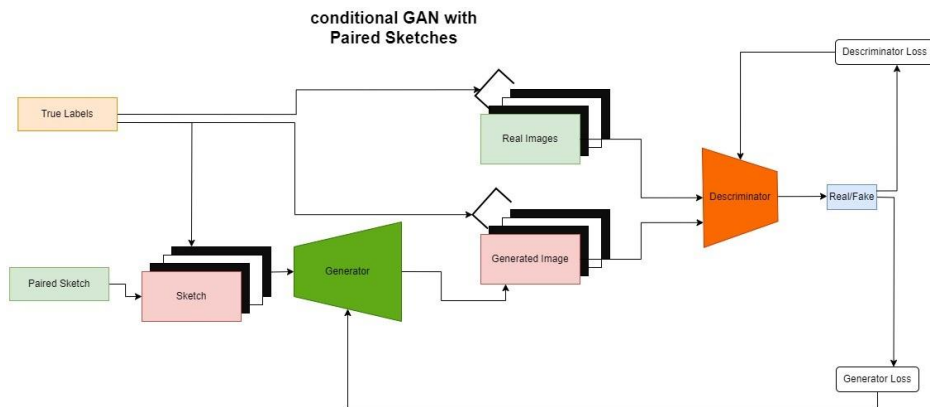 conditional GAN with
Paired Sketches
Descriminator Loss
True Labels
Real Images
Descriminator
Real/Fake
Generated Image
Generator
Paired Sketch
Sketch
Generator Loss